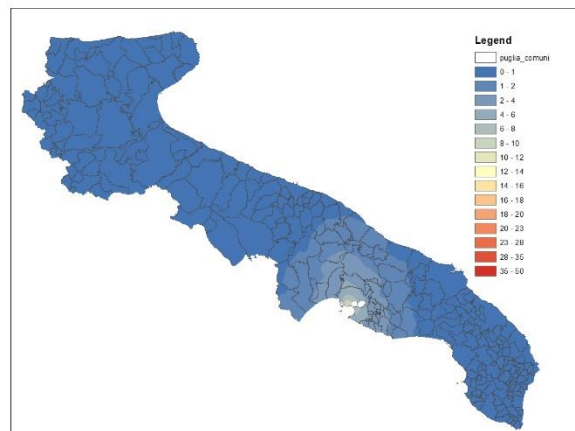 Legend
puglia_comuni
0 - 1
1 - 2
2 - 4
4 - 6
6 - 8
8 - 10
10 - 12
12 - 14
14 - 16
16 - 18
18 - 20
20 - 23
23 - 28
28 - 35
35 - 50